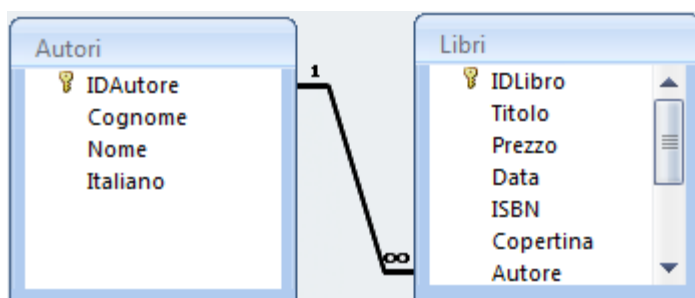 Autori
IDAutore
Cognome
Nome
Italiano
1
∞
Libri
IDLibro
Titolo
Prezzo
Data
ISBN
Copertina
Autore